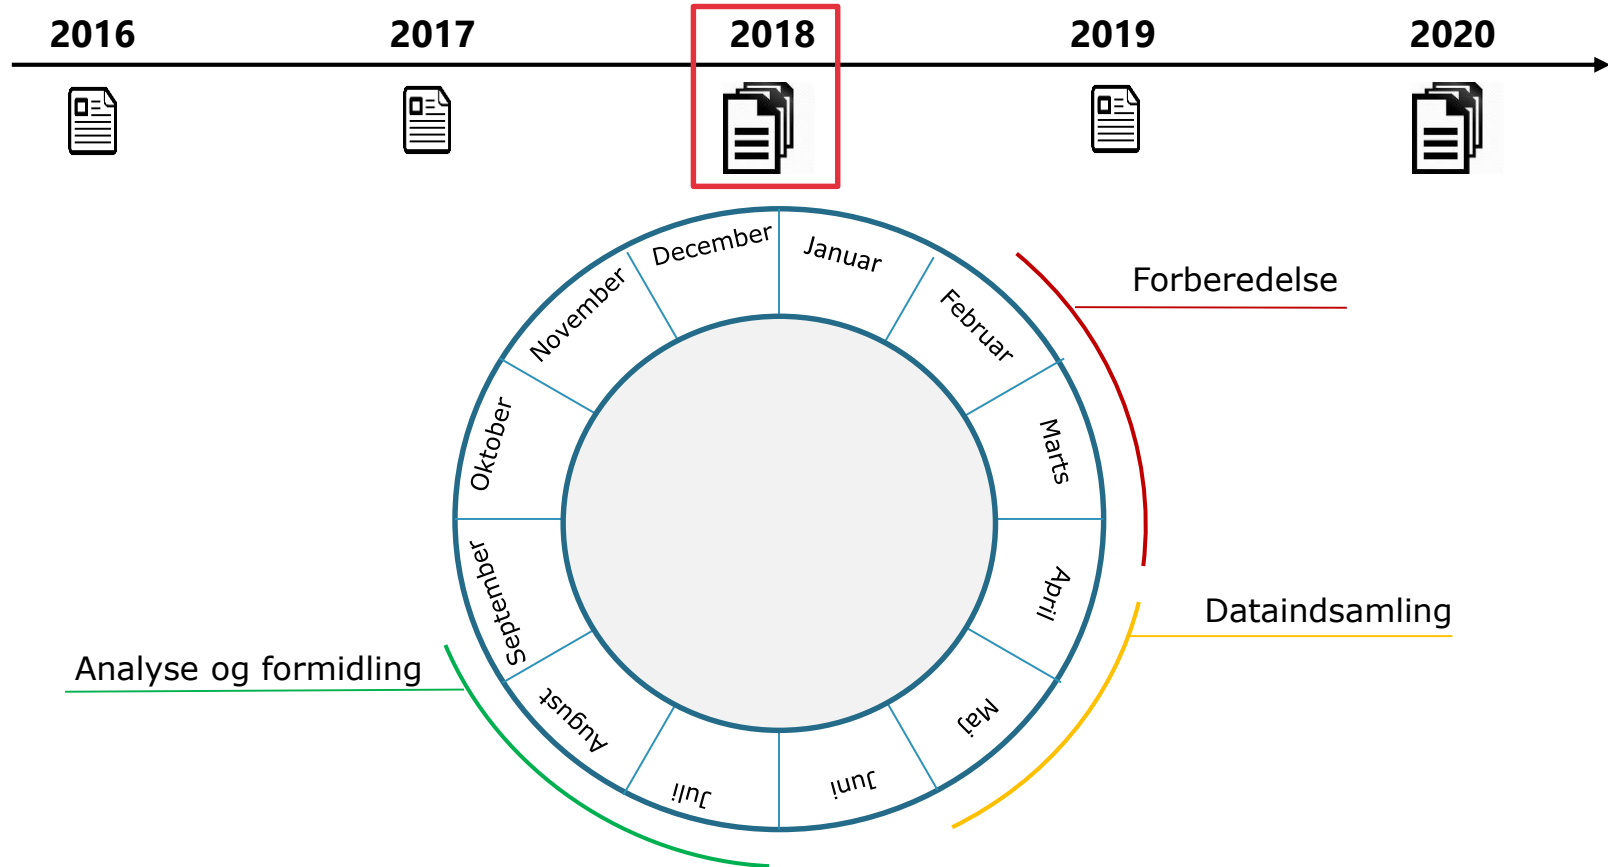 2016
2017
2018
2019
2020
Januar
Februar
Marts
April
Maj
Juni
Juli
August
September
Oktober
November
December
Forberedelse
Dataindsamling
Analyse og formidling